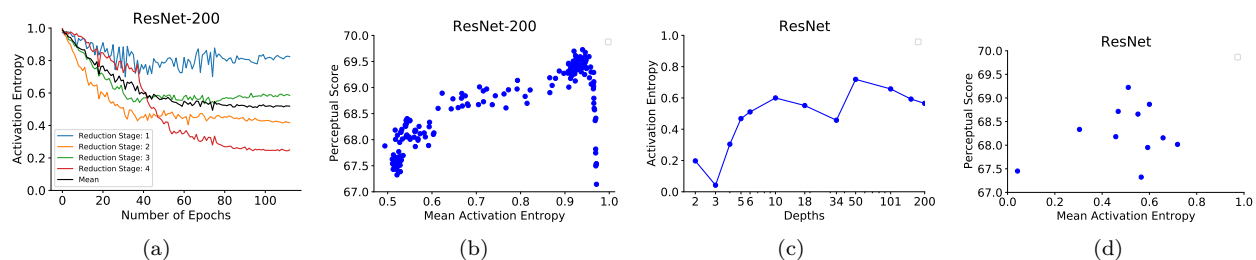 ResNet-200
Activation Entropy
1.0
0.8
0.6
0.4
0.2
0.0
Reduction Stage: 1
Reduction Stage: 2
Reduction Stage: 3
Reduction Stage: 4
Mean
0 20 40 60 80 100
Number of Epochs
(a)
ResNet-200
Perceptual Score
70.0
69.5
69.0
68.5
68.0
67.5
67.0
0.5 0.6 0.7 0.8 0.9 1.0
Mean Activation Entropy
(b)
ResNet
Activation Entropy
1.0
0.8
0.6
0.4
0.2
0.0
2 3 5 6 10 18 34 50 101 200
Depths
(c)
ResNet
Perceptual Score
70.0
69.5
69.0
68.5
68.0
67.5
67.0
0.0 0.2 0.4 0.6 0.8 1.0
Mean Activation Entropy
(d)